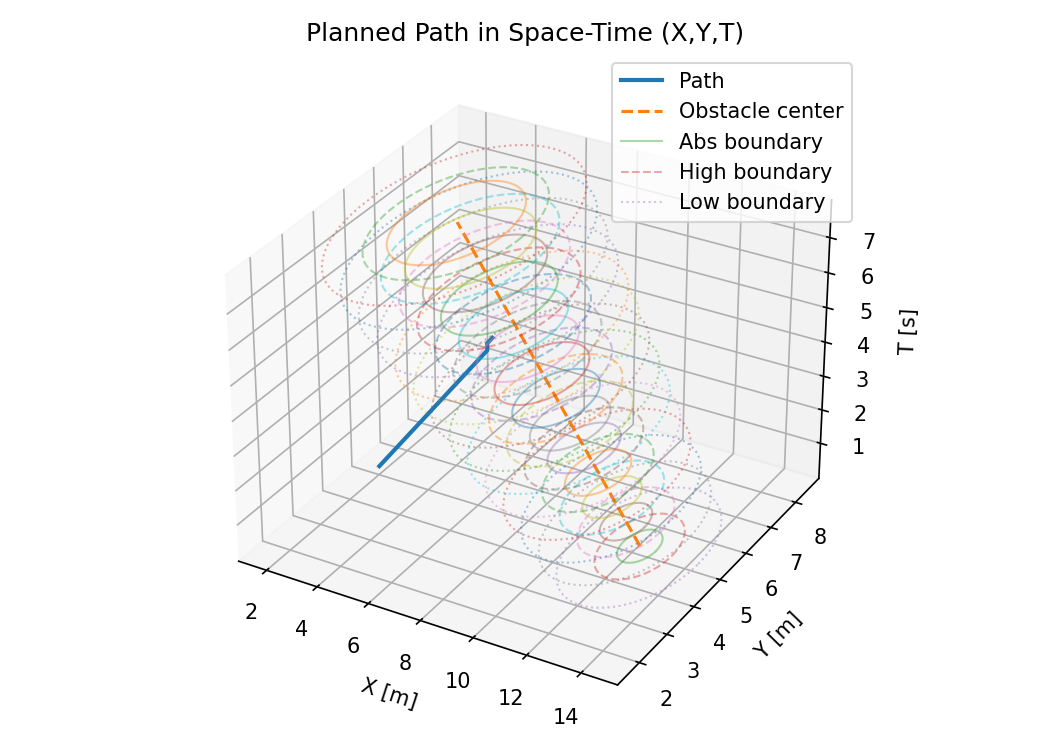 Planned Path in Space-Time (X,Y,T)
Path
Obstacle center
Abs boundary
High boundary
Low boundary
7
6
5
4
3
2
1
T [s]
8
7
6
5
4
3
2
Y [m]
2
4
6
8
10
12
14
X [m]